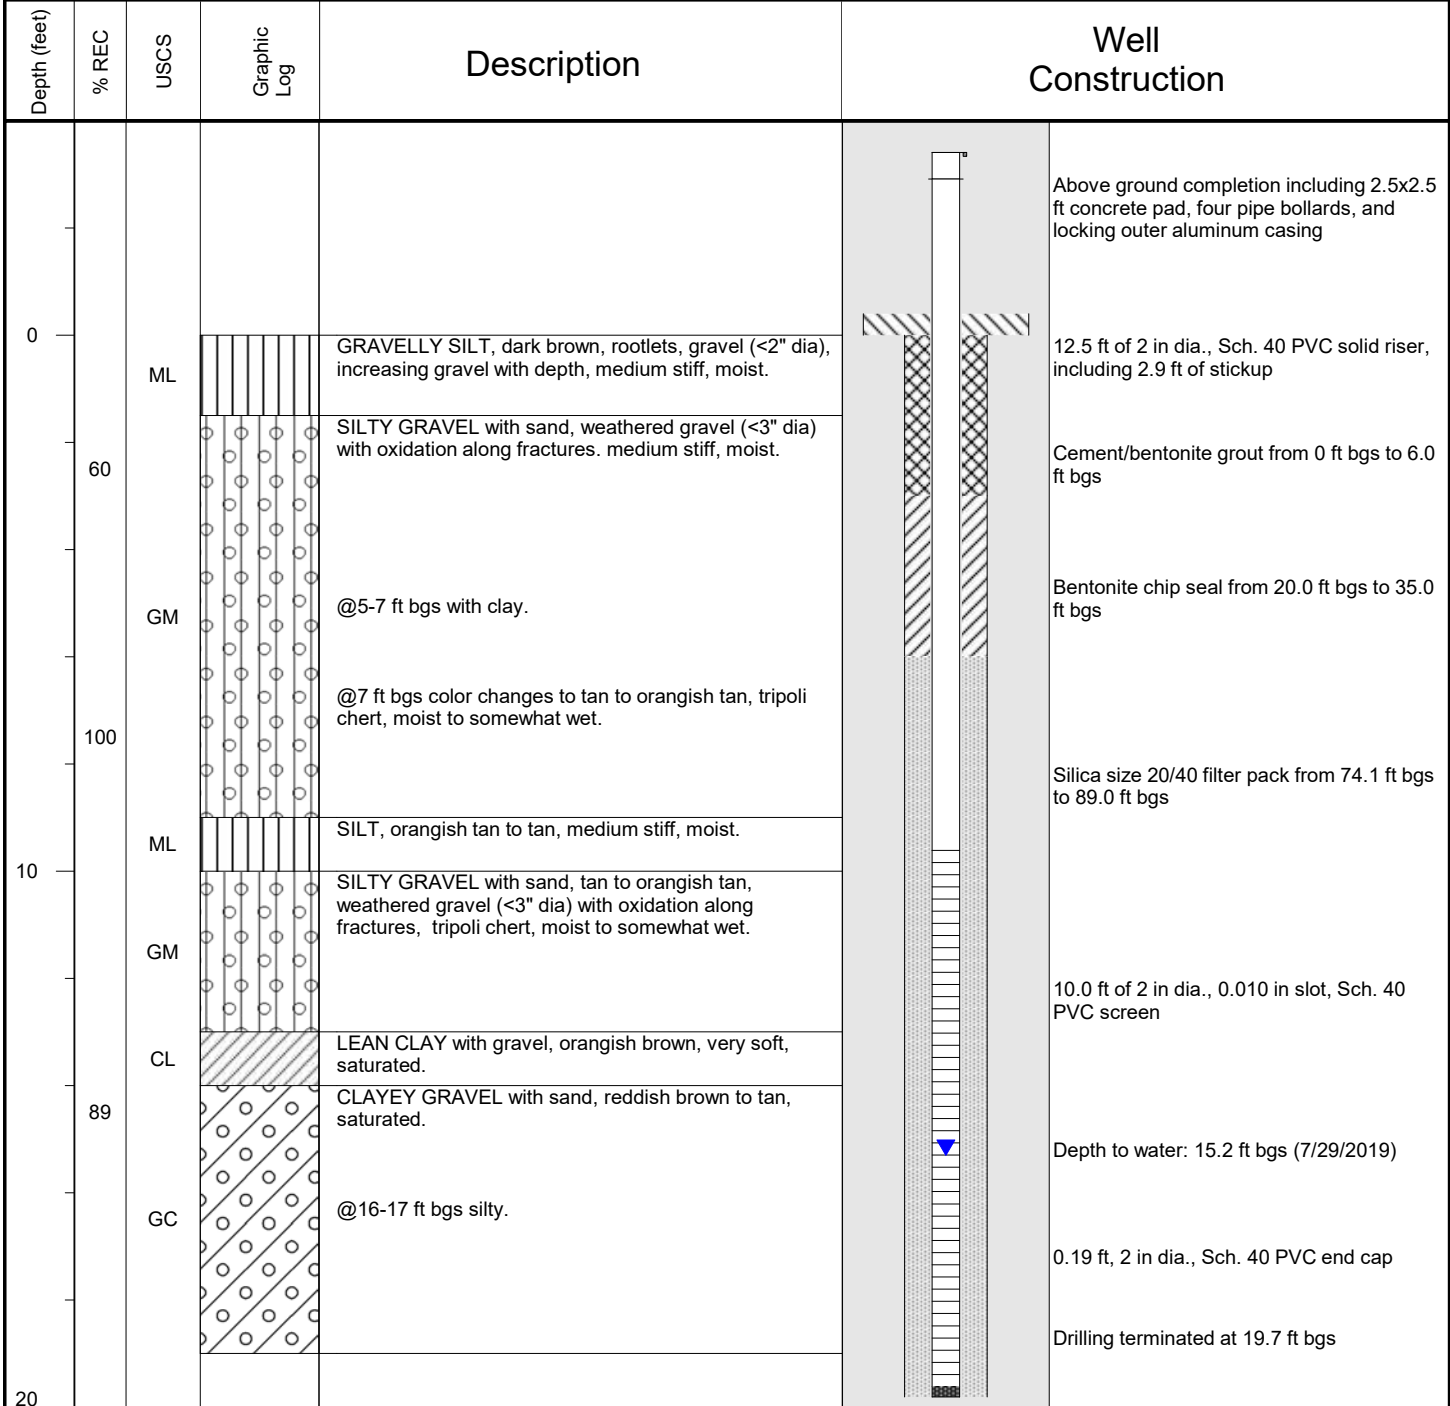 Depth (feet)
% REC
USCS
Graphic
Log
Description
Well
Construction
Above ground completion including 2.5x2.5
ft concrete pad, four pipe bollards, and
locking outer aluminum casing
0
ML
GRAVELLY SILT, dark brown, rootlets, gravel (<2" dia),
increasing gravel with depth, medium stiff, moist.
12.5 ft of 2 in dia., Sch. 40 PVC solid riser,
including 2.9 ft of stickup
SILTY GRAVEL with sand, weathered gravel (<3" dia)
with oxidation along fractures. medium stiff, moist.
60
Cement/bentonite grout from 0 ft bgs to 6.0
ft bgs
GM
@5-7 ft bgs with clay.
Bentonite chip seal from 20.0 ft bgs to 35.0
ft bgs
@7 ft bgs color changes to tan to orangish tan, tripoli
chert, moist to somewhat wet.
100
Silica size 20/40 filter pack from 74.1 ft bgs
to 89.0 ft bgs
ML
SILT, orangish tan to tan, medium stiff, moist.
10
SILTY GRAVEL with sand, tan to orangish tan,
weathered gravel (<3" dia) with oxidation along
fractures, tripoli chert, moist to somewhat wet.
GM
10.0 ft of 2 in dia., 0.010 in slot, Sch. 40
PVC screen
CL
LEAN CLAY with gravel, orangish brown, very soft,
saturated.
89
CLAYEY GRAVEL with sand, reddish brown to tan,
saturated.
Depth to water: 15.2 ft bgs (7/29/2019)
GC
@16-17 ft bgs silty.
0.19 ft, 2 in dia., Sch. 40 PVC end cap
Drilling terminated at 19.7 ft bgs
20